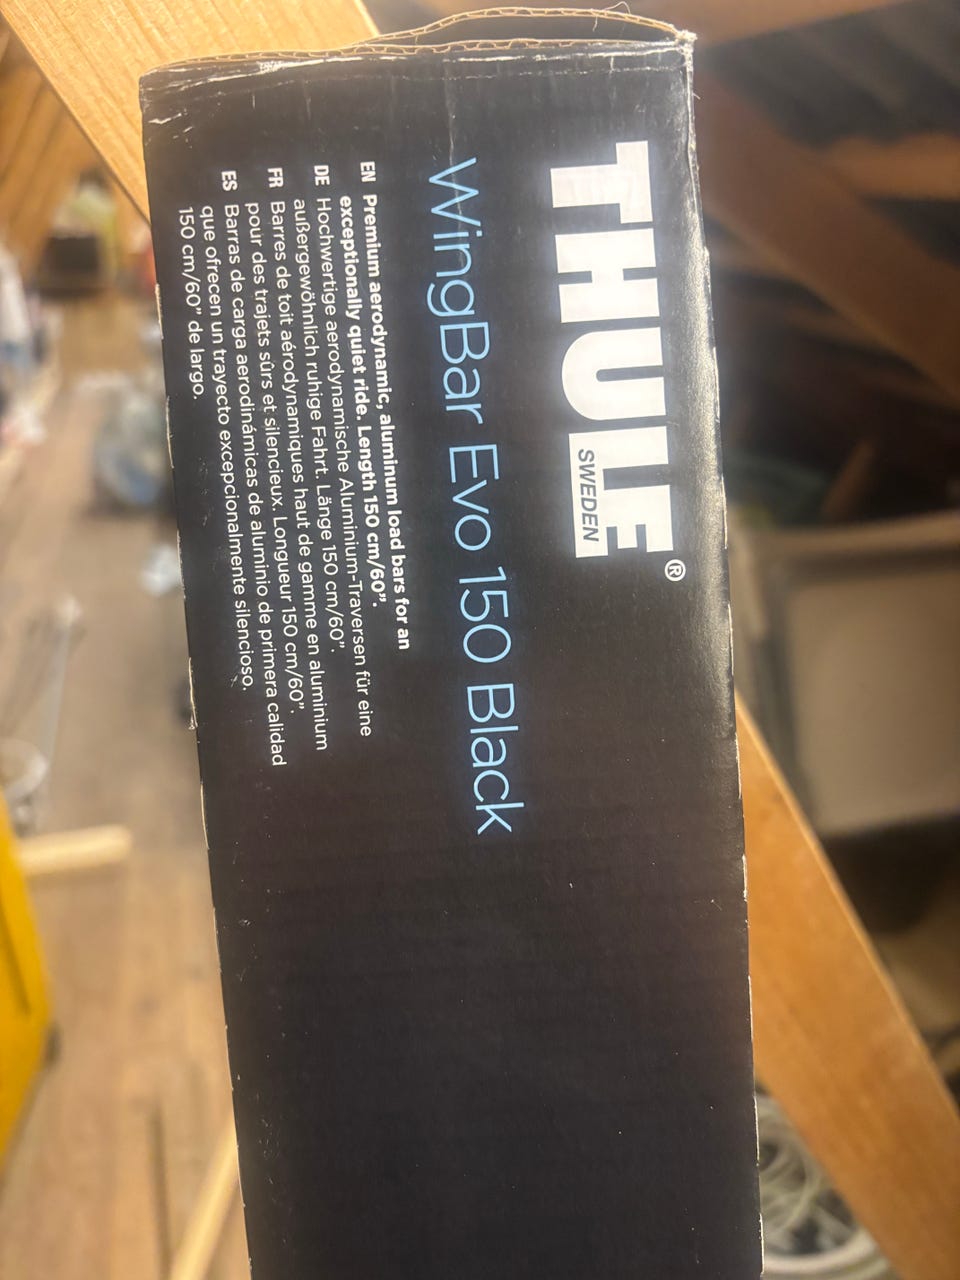 THULE®
SWEDEN
WingBar Evo 150 Black
EN Premium aerodynamic, aluminum load bars for an
exceptionally quiet ride. Length 150 cm/60”.
DE Hochwertige aerodynamische Aluminium-Traversen für eine
außergewöhnlich ruhige Fahrt. Länge 150 cm/60”.
FR Barres de toit aérodynamiques haut de gamme en aluminium
pour des trajets sûrs et silencieux. Longueur 150 cm/60”.
ES Barras de carga aerodinámicas de aluminio de primera calidad
que ofrecen un trayecto excepcionalmente silencioso,
150 cm/60” de largo.